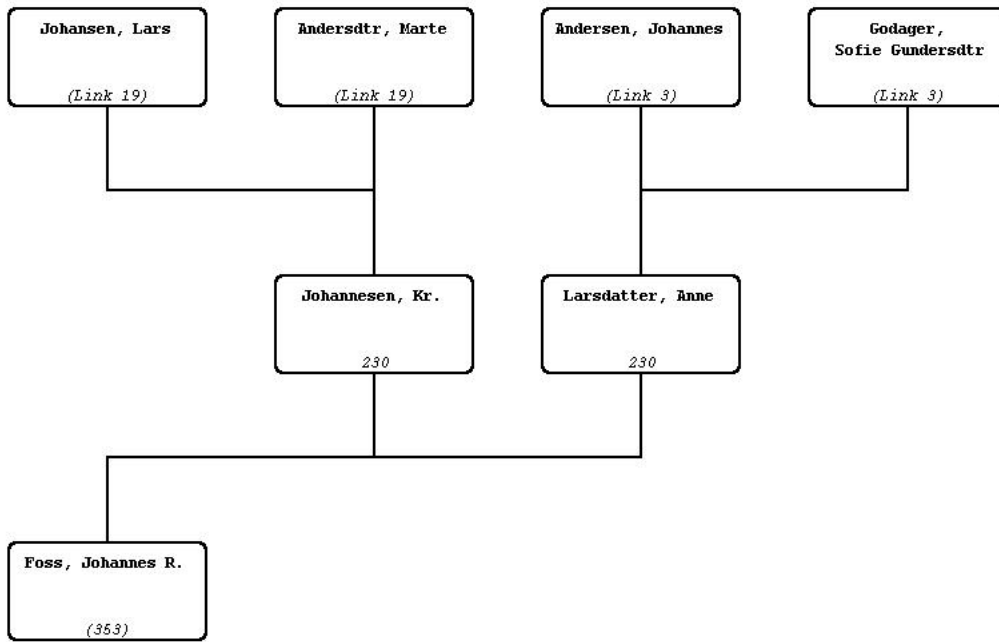 Johansen, Lars
(Link 19)
Andersdtr, Marte
(Link 19)
Andersen, Johannes
(Link 3)
Godager,
Sofie Gundersdtr
(Link 3)
Johannesen, Kr.
230
Larsdatter, Anne
230
Foss, Johannes R.
(353)